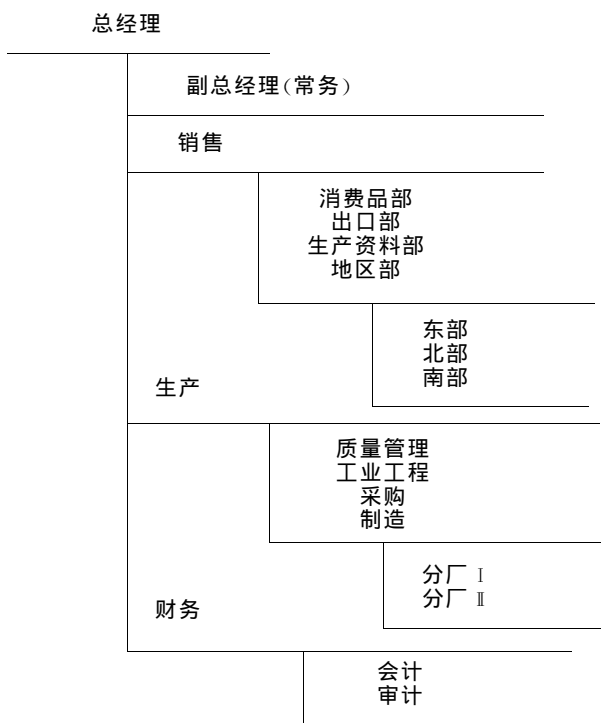 总经理
副总经理(常务)
销售
消费品部
出口部
生产资料部
地区部
东部
北部
南部
生产
质量管理
工业工程
采购
制造
分厂 Ⅰ
分厂 Ⅱ
财务
会计
审计